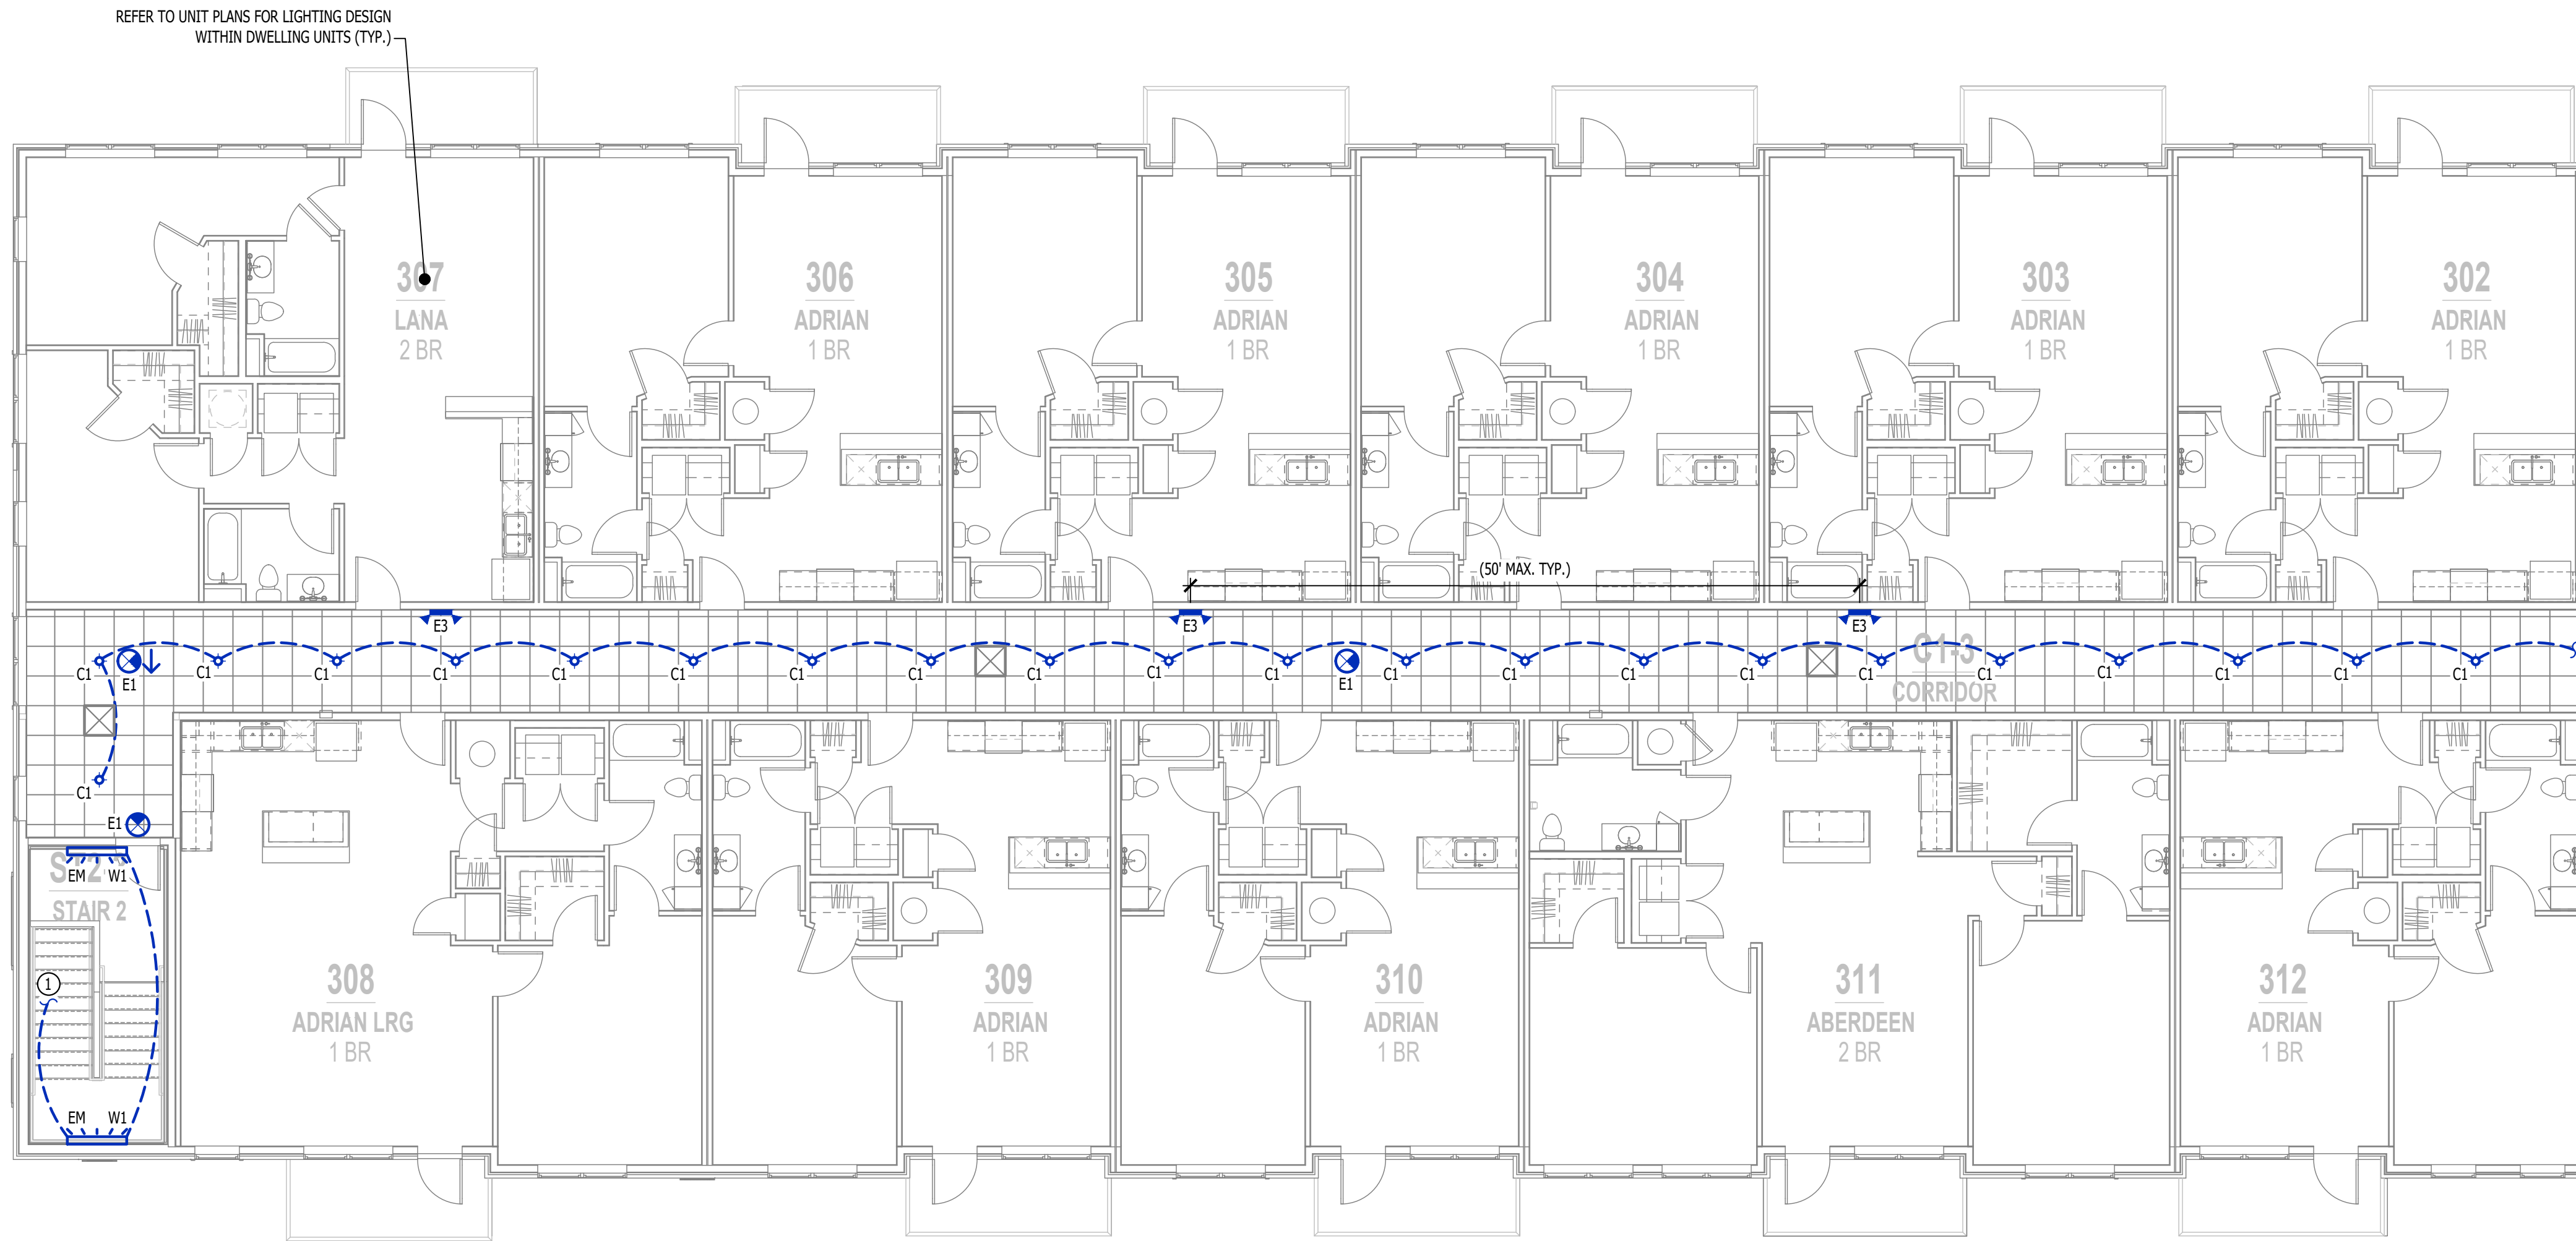 REFER TO UNIT PLANS FOR LIGHTING DESIGN
WITHIN DWELLING UNITS (TYP.)
307
LANA
2 BR
306
ADRIAN
1 BR
305
ADRIAN
1 BR
304
ADRIAN
1 BR
303
ADRIAN
1 BR
302
ADRIAN
1 BR
(50' MAX. TYP.)
E3
E3
E3
C1-3
CORRIDOR
C1
E1
C1
C1
C1
C1
C1
C1
C1
C1
C1
C1
E1
C1
C1
C1
C1
C1
C1
C1
C1
C1
C1
C1
E1
EM
W1
STAIR 2
1
EM
W1
308
ADRIAN LRG
1 BR
309
ADRIAN
1 BR
310
ADRIAN
1 BR
311
ABERDEEN
2 BR
312
ADRIAN
1 BR